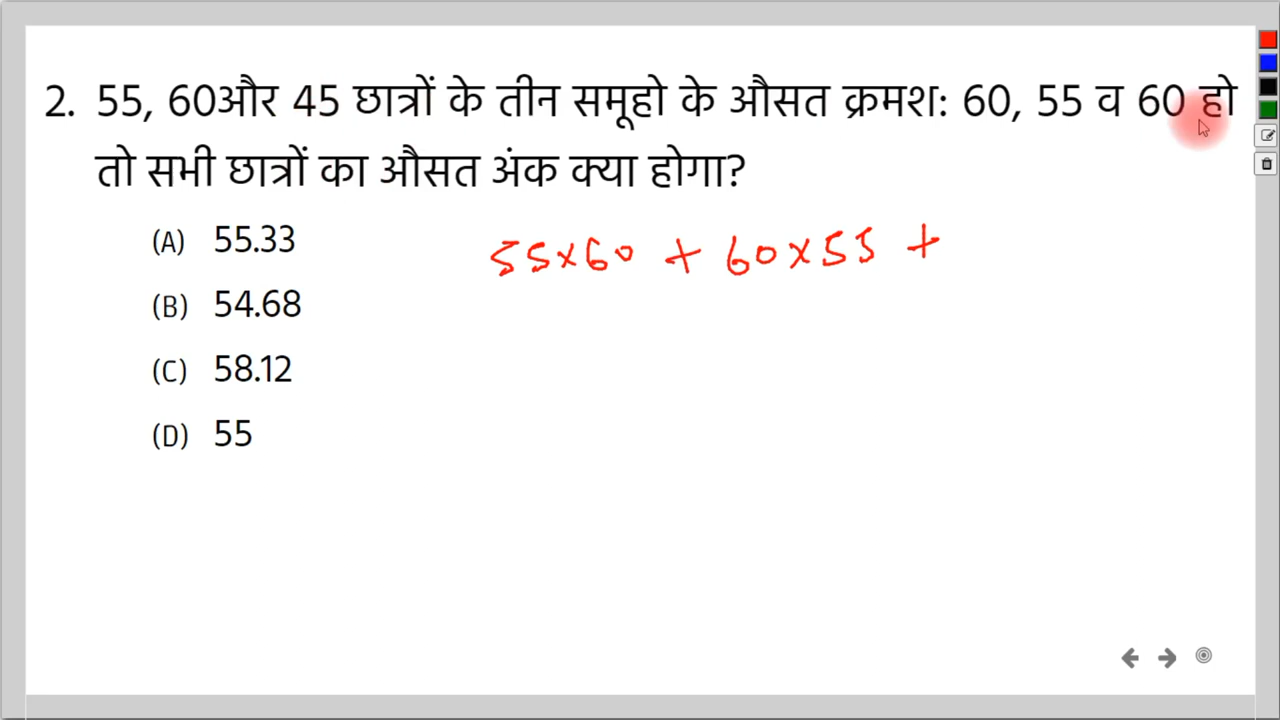 2. 55, 60और 45 छात्रों के तीन समूहो के औसत क्रमश: 60, 55 व 60 हो
तो सभी छात्रों का औसत अंक क्या होगा?
(A) 55.33
55x60 + 60x55 +
(B) 54.68
(C) 58.12
(D) 55